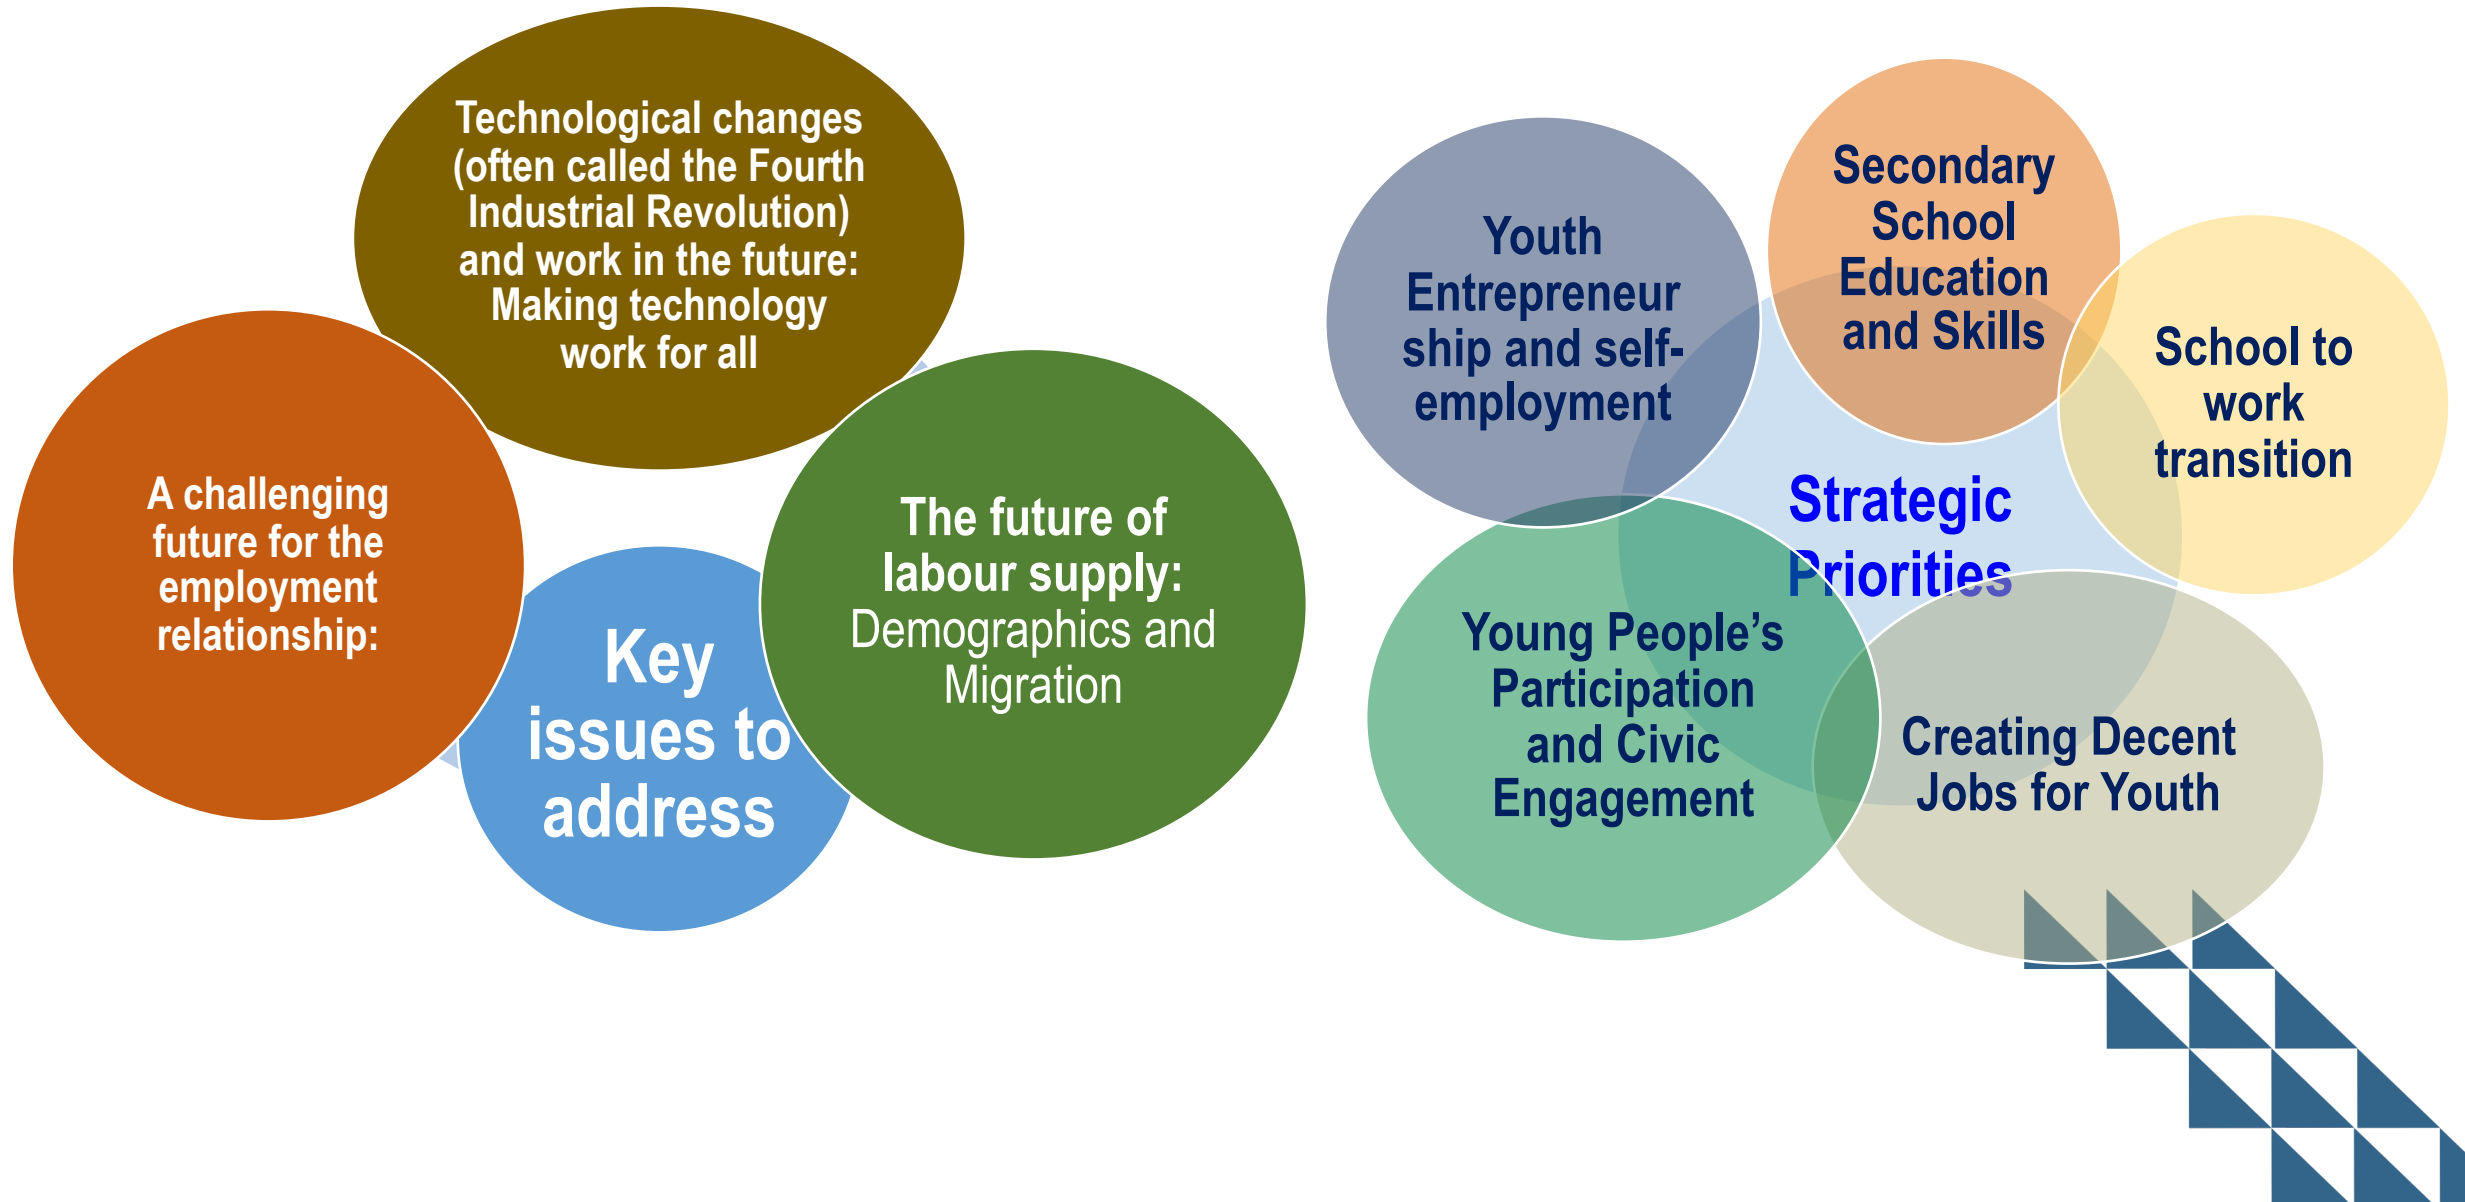 Technological changes
(often called the Fourth
Industrial Revolution)
and work in the future:
Making technology
work for all
A challenging
future for the
employment
relationship:
Key
issues to
address
The future of
labour supply:
Demographics and
Migration
Youth
Entrepreneur
ship and self-
employment
Secondary
School
Education
and Skills
School to
work
transition
Strategic
Priorities
Young People’s
Participation
and Civic
Engagement
Creating Decent
Jobs for Youth